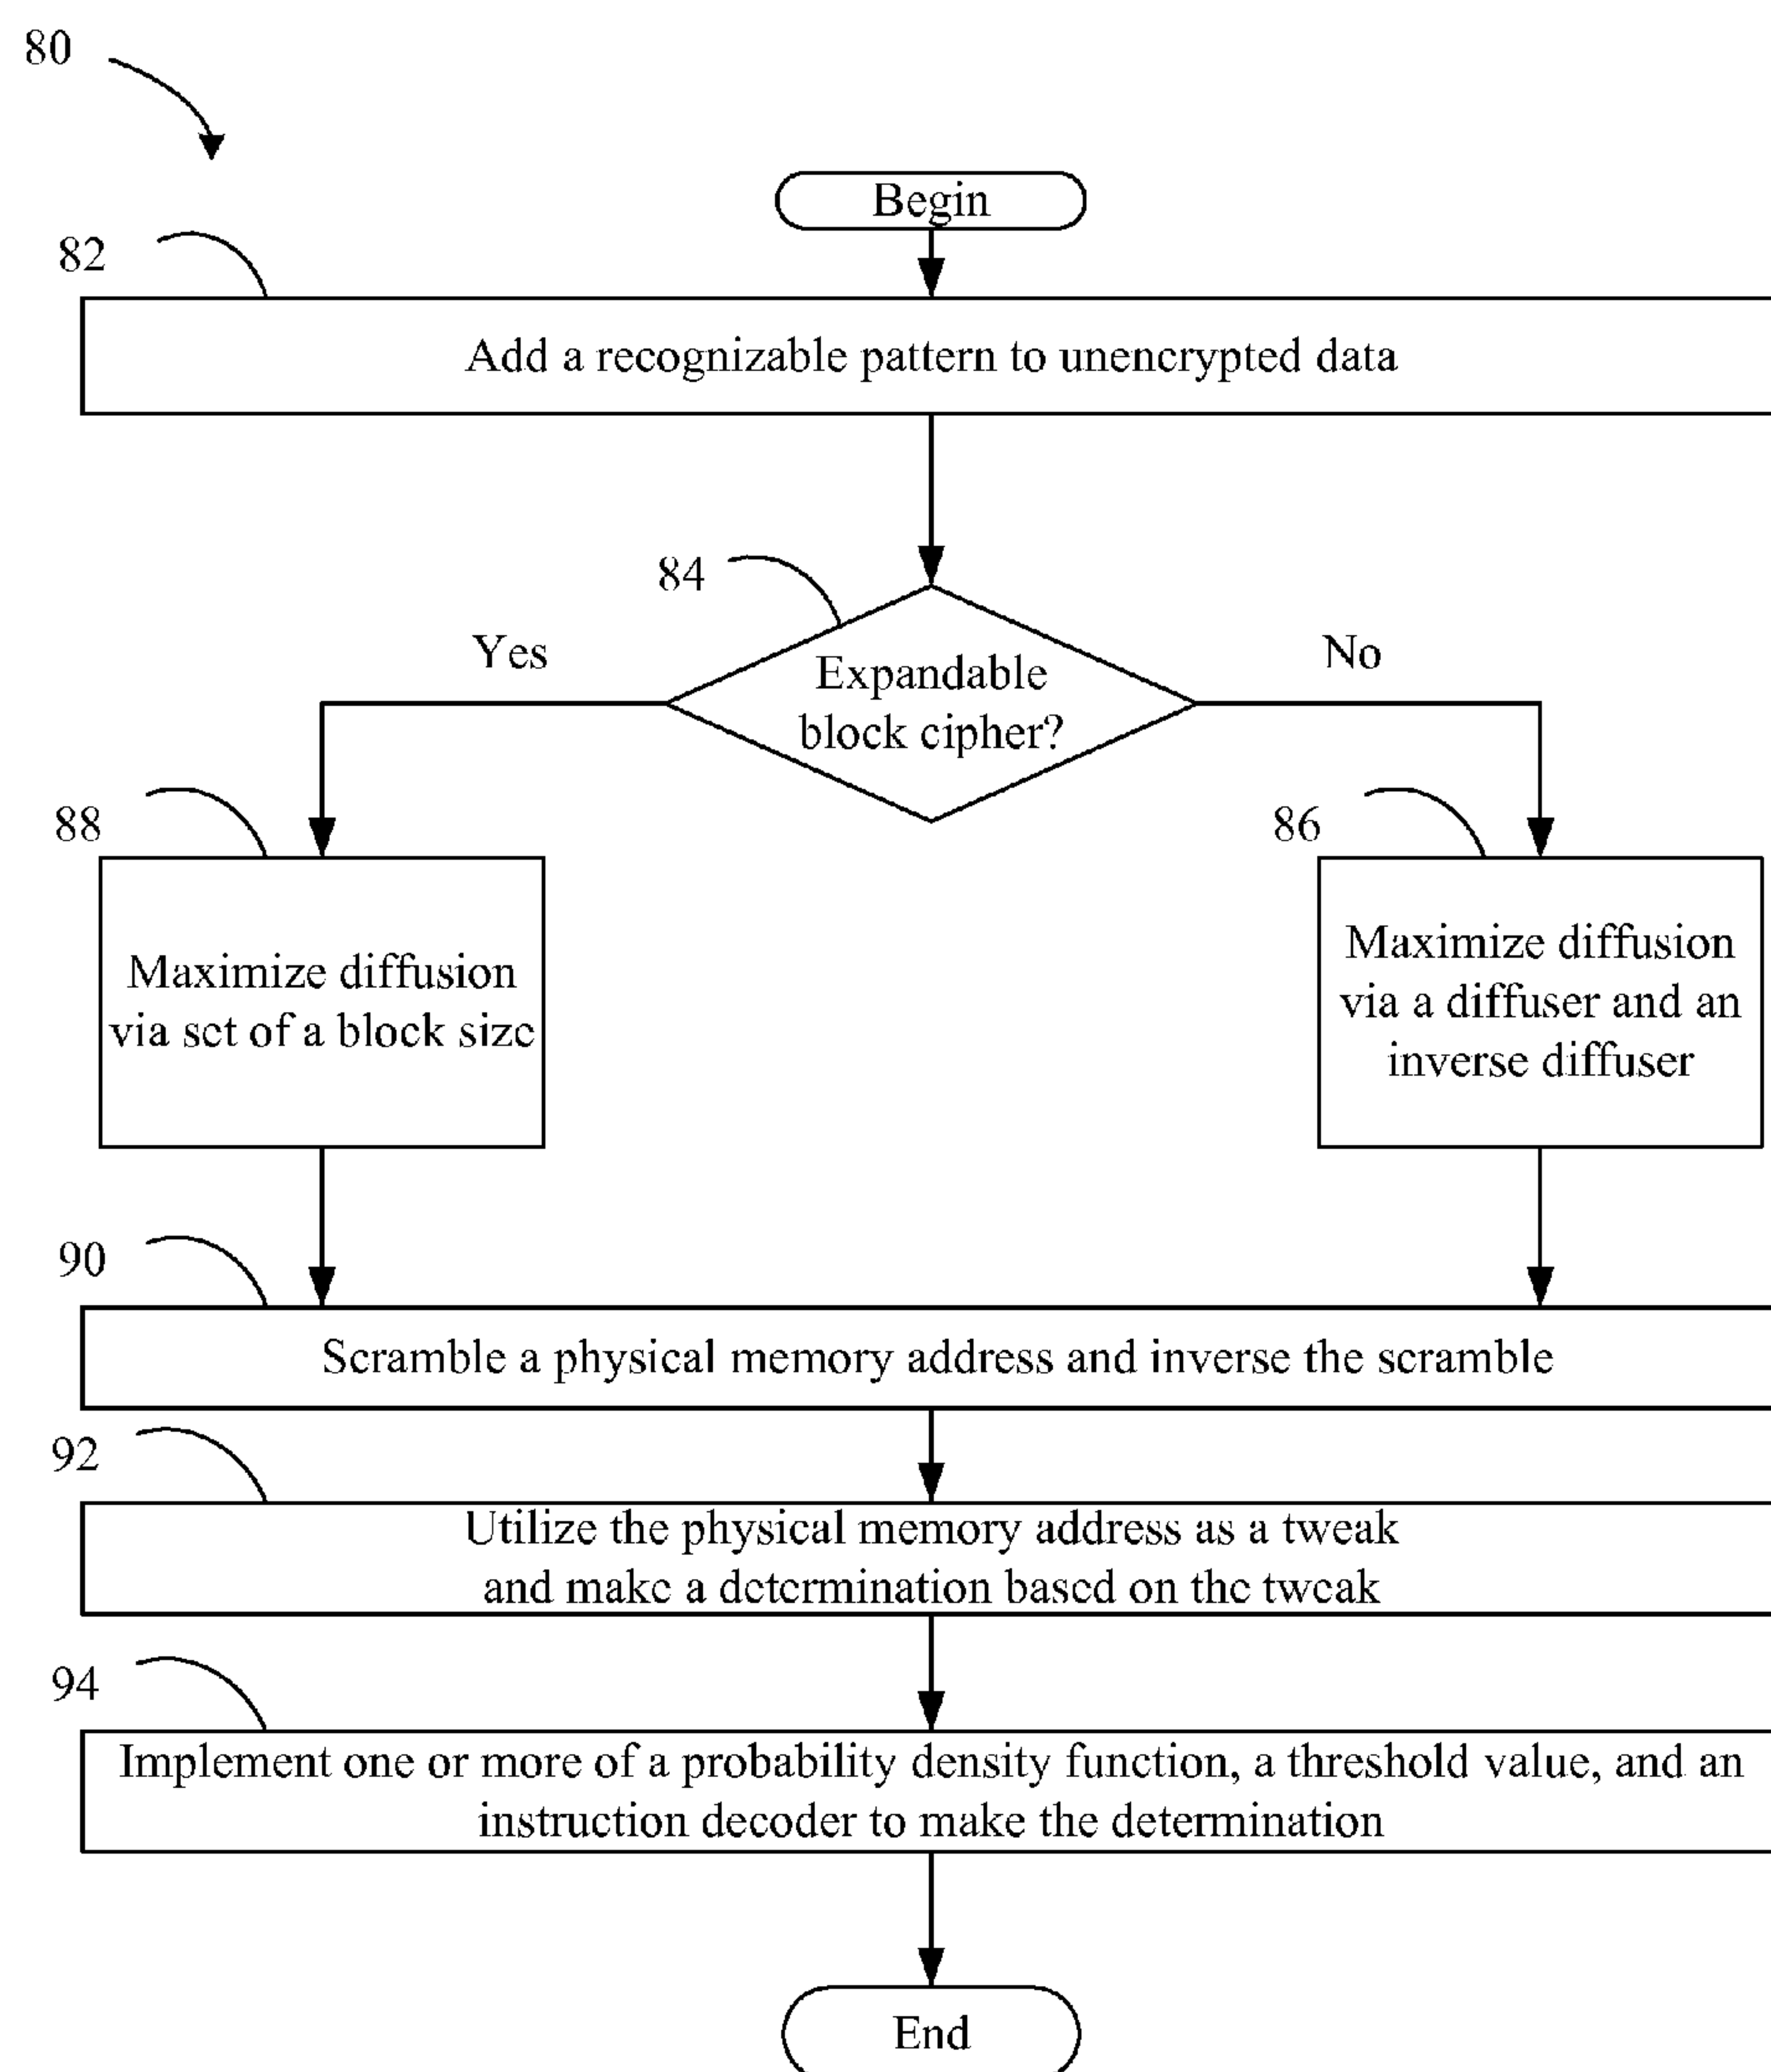 80
Begin
82
Add a recognizable pattern to unencrypted data
84
Yes
Expandable
block cipher?
No
88
Maximize diffusion
via set of a block size
86
Maximize diffusion
via a diffuser and an
inverse diffuser
90
Scramble a physical memory address and inverse the scramble
92
Utilize the physical memory address as a tweak
and make a determination based on the tweak
94
Implement one or more of a probability density function, a threshold value, and an
instruction decoder to make the determination
End